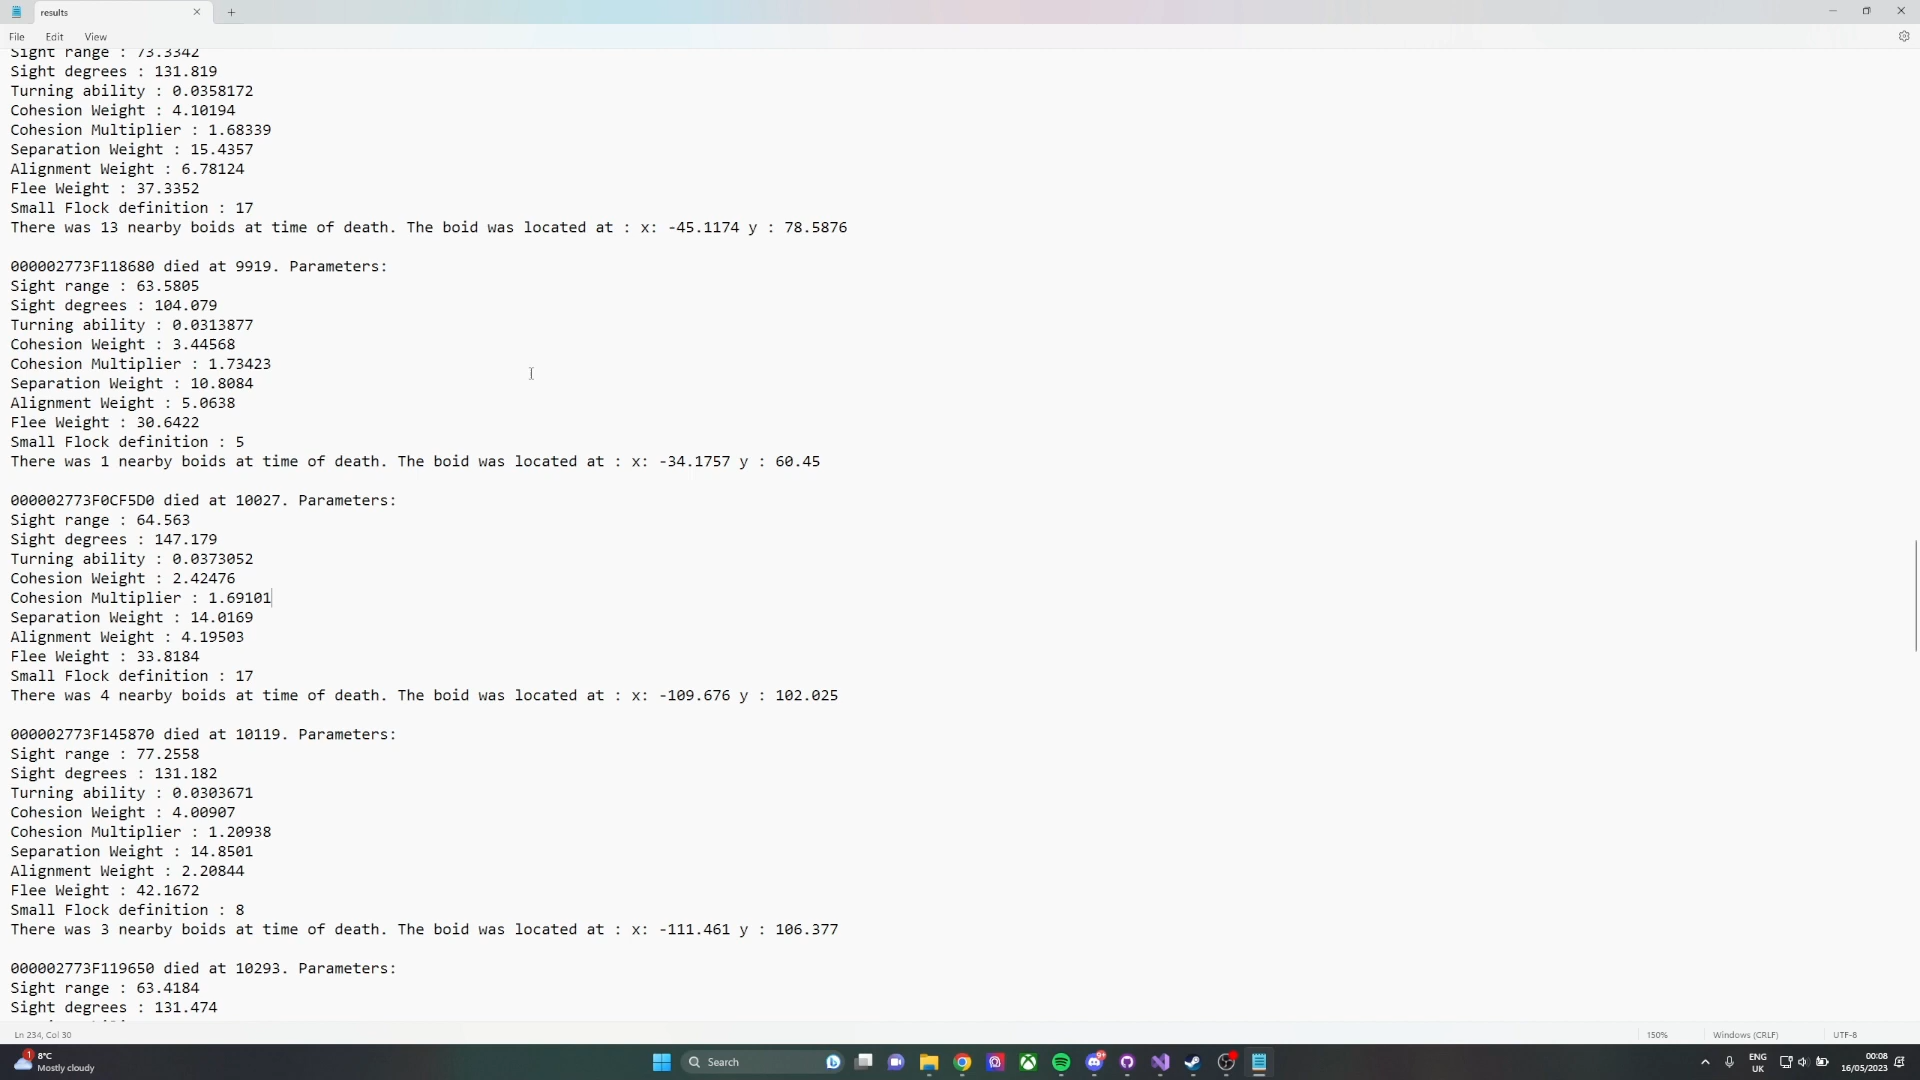 results
File Edit View
Sight range : 73.3342
Sight degrees : 131.819
Turning ability : 0.0358172
Cohesion Weight : 4.10194
Cohesion Multiplier : 1.68339
Separation Weight : 15.4357
Alignment Weight : 6.78124
Flee Weight : 37.3352
Small Flock definition : 17
There was 13 nearby boids at time of death. The boid was located at : x: -45.1174 y : 78.5876
000002773F118680 died at 9919. Parameters:
Sight range : 63.5805
Sight degrees : 104.079
Turning ability : 0.0313877
Cohesion Weight : 3.44568
Cohesion Multiplier : 1.73423
Separation Weight : 10.8084
Alignment Weight : 5.0638
Flee Weight : 30.6422
Small Flock definition : 5
There was 1 nearby boids at time of death. The boid was located at : x: -34.1757 y : 60.45
000002773F0CF5D0 died at 10027. Parameters:
Sight range : 64.563
Sight degrees : 147.179
Turning ability : 0.0373052
Cohesion Weight : 2.42476
Cohesion Multiplier : 1.69101
Separation Weight : 14.0169
Alignment Weight : 4.19503
Flee Weight : 33.8184
Small Flock definition : 17
There was 4 nearby boids at time of death. The boid was located at : x: -109.676 y : 102.025
000002773F145870 died at 10119. Parameters:
Sight range : 77.2558
Sight degrees : 131.182
Turning ability : 0.0303671
Cohesion Weight : 4.00907
Cohesion Multiplier : 1.20938
Separation Weight : 14.8501
Alignment Weight : 2.20844
Flee Weight : 42.1672
Small Flock definition : 8
There was 3 nearby boids at time of death. The boid was located at : x: -111.461 y : 106.377
000002773F119650 died at 10293. Parameters:
Sight range : 63.4184
Sight degrees : 131.474
Ln 234, Col 30 150% Windows (CRLF) UTF-8
1 8°C
Mostly cloudy
Search
ENG
UK
00:08
16/05/2023